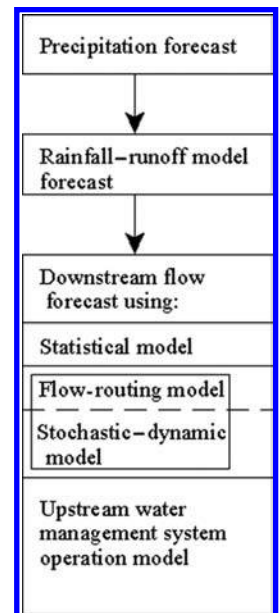 Precipitation forecast
Rainfall–runoff model
forecast
Downstream flow
forecast using:
Statistical model
Flow-routing model
Stochastic–dynamic
model
Upstream water
management system
operation model